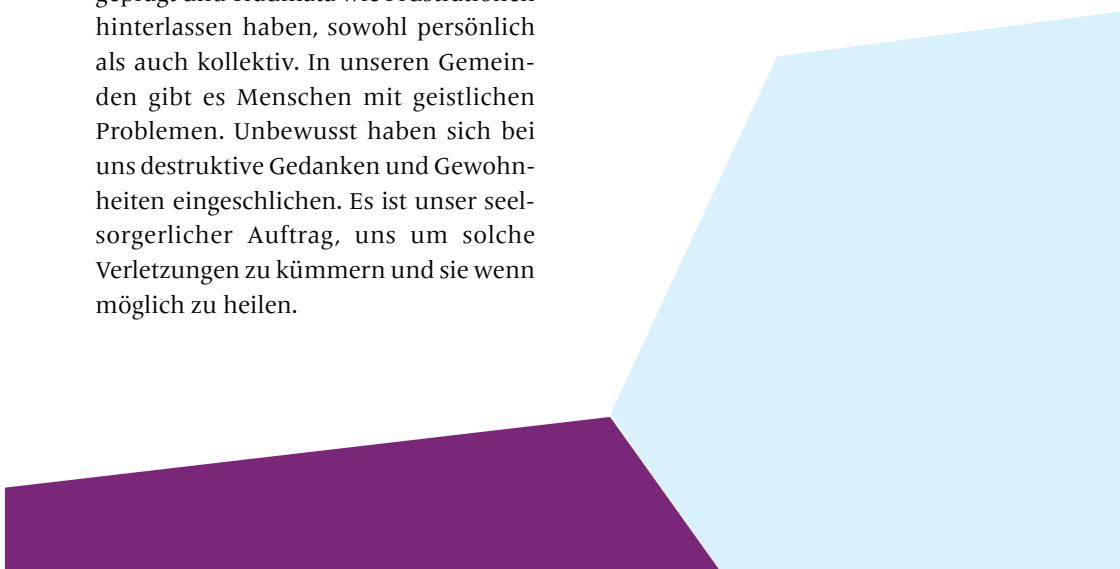 hinterlassen haben, sowohl persönlich
als auch kollektiv. In unseren Gemein-
den gibt es Menschen mit geistlichen
Problemen. Unbewusst haben sich bei
uns destruktive Gedanken und Gewohn-
heiten eingeschlichen. Es ist unser seel-
sorgerlicher Auftrag, uns um solche
Verletzungen zu kümmern und sie wenn
möglich zu heilen.